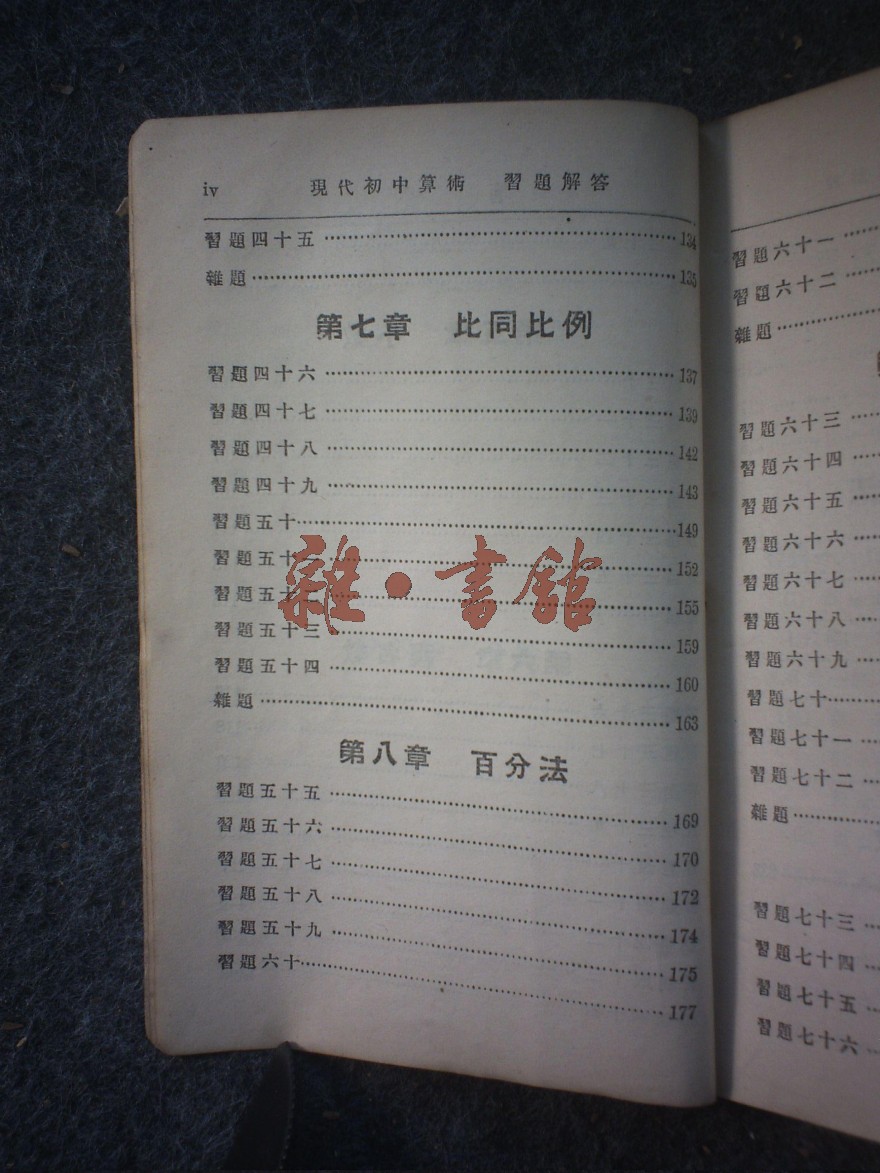 iv 現代初中算術 習題解答
習題四十五 134
雜題 135
第七章 比同比例
習題四十六 137
習題四十七 139
習題四十八 142
習題四十九 143
習題五十 149
習題五十一 152
習題五十二 155
習題五十三 159
習題五十四 160
雜題 163
第八章 百分法
習題五十五 169
習題五十六 170
習題五十七 172
習題五十八 174
習題五十九 175
習題六十 177
雜·書館
習題六十一
習題六十二
雜題
習題六十三
習題六十四
習題六十五
習題六十六
習題六十七
習題六十八
習題六十九
習題七十
習題七十一
習題七十二
雜題
習題七十三
習題七十四
習題七十五
習題七十六